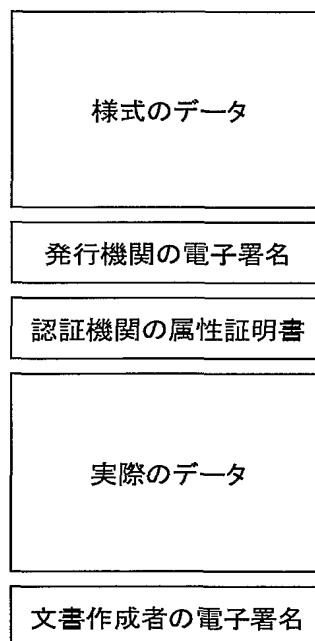 様式のデータ
発行機関の電子署名
認証機関の属性証明書
実際のデータ
文書作成者の電子署名